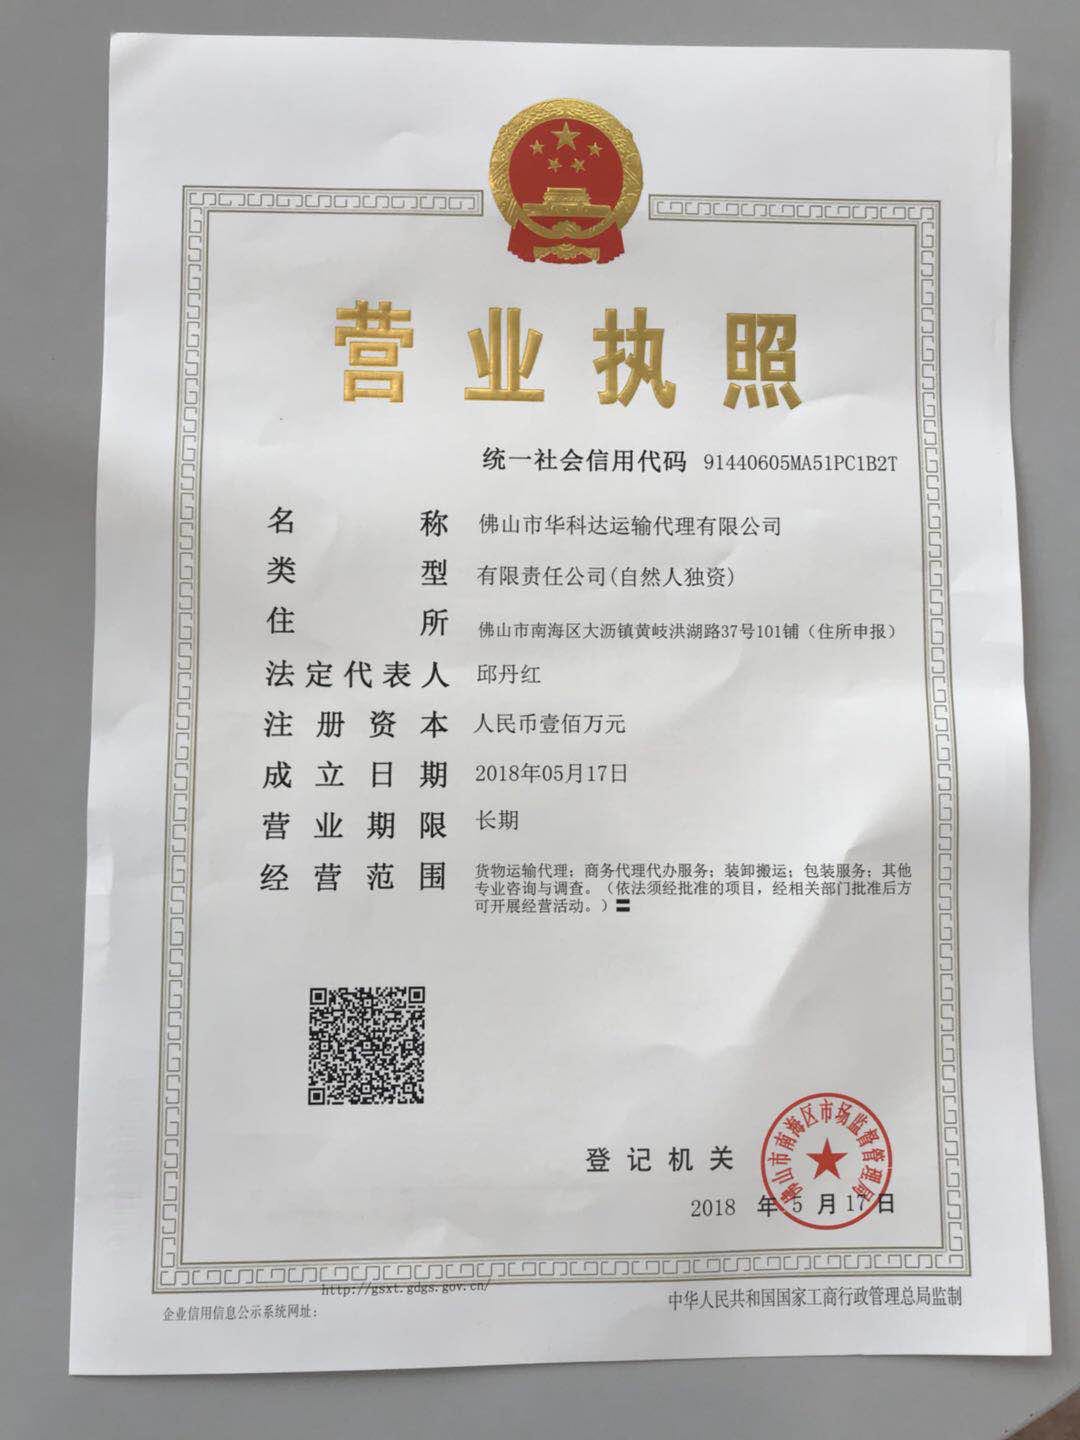 营业执照
统一社会信用代码 91440605MA51PC1B2T
名称 佛山市华科达运输代理有限公司
类型 有限责任公司(自然人独资)
住所 佛山市南海区大沥镇黄岐洪湖路37号101铺（住所申报）
法定代表人 邱丹红
注册资本 人民币壹佰万元
成立日期 2018年05月17日
营业期限 长期
经营范围 货物运输代理；商务代理代办服务；装卸搬运；包装服务；其他
专业咨询与调查。（依法须经批准的项目，经相关部门批准后方
可开展经营活动。）〓
佛山市南海区市场监督管理局
登记机关
2018 年 5 月 17 日
http://gsxt.gdgs.gov.cn/
企业信用信息公示系统网址：
中华人民共和国国家工商行政管理总局监制